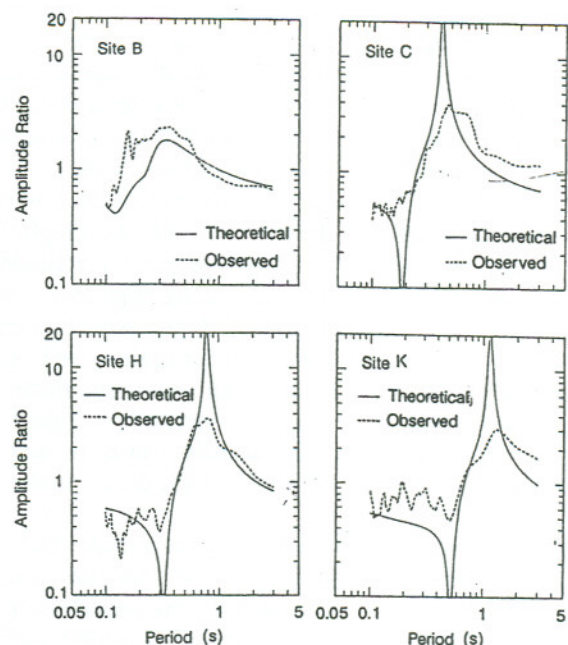 20
10
1
0.1
Amplitude Ratio
Site B
Theoretical
Observed
Site C
Theoretical
Observed
20
10
1
0.1
Amplitude Ratio
Site H
Theoretical
Observed
0.05 0.1 1 5
Period (s)
Site K
Theoretical
Observed
0.05 0.1 1 5
Period (s)